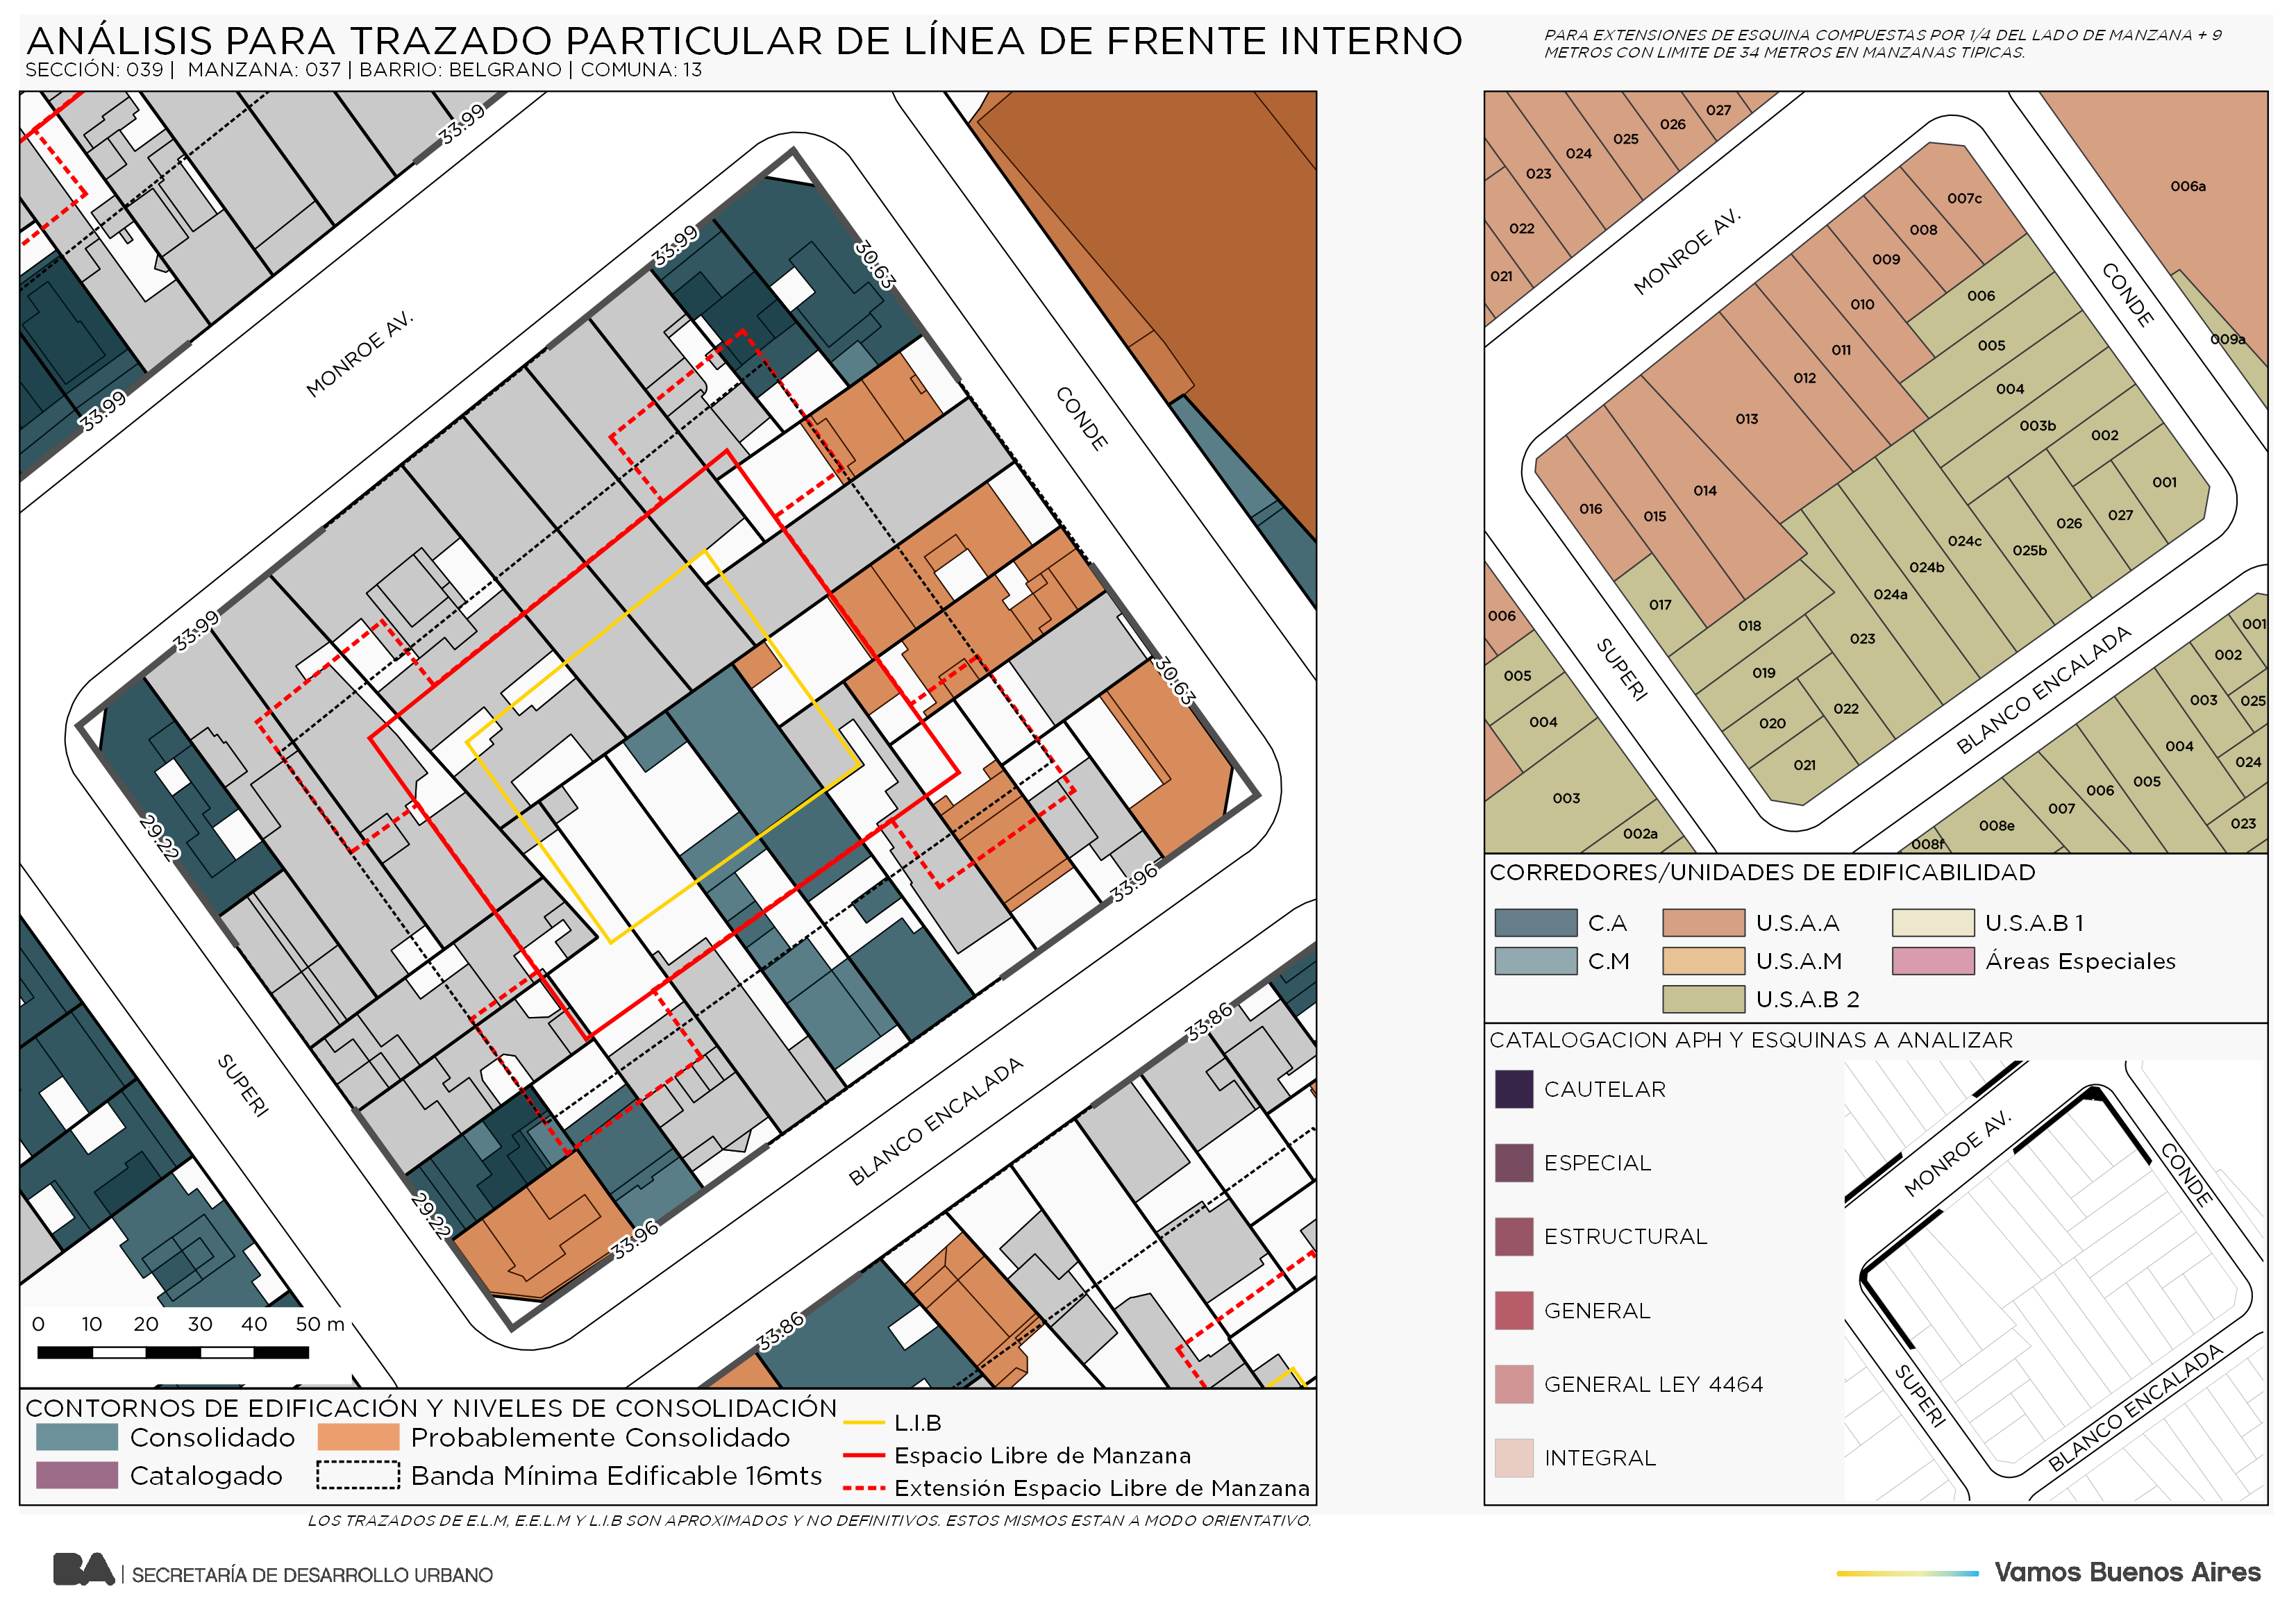 ANÁLISIS PARA TRAZADO PARTICULAR DE LÍNEA DE FRENTE INTERNO
SECCIÓN: 039 | MANZANA: 037 | BARRIO: BELGRANO | COMUNA: 13
PARA EXTENSIONES DE ESQUINA COMPUESTAS POR 1/4 DEL LADO DE MANZANA + 9
METROS CON LIMITE DE 34 METROS EN MANZANAS TIPICAS.
33.99
33.99
33.99
33.99
30.63
30.63
29.22
29.22
33.96
33.96
33.86
33.86
MONROE AV.
CONDE
SUPERI
BLANCO ENCALADA
0 10 20 30 40 50 m
CONTORNOS DE EDIFICACIÓN Y NIVELES DE CONSOLIDACIÓN
Consolidado
Probablemente Consolidado
Catalogado
Banda Mínima Edificable 16mts
L.I.B
Espacio Libre de Manzana
Extensión Espacio Libre de Manzana
LOS TRAZADOS DE E.L.M, E.E.L.M Y L.I.B SON APROXIMADOS Y NO DEFINITIVOS. ESTOS MISMOS ESTAN A MODO ORIENTATIVO.
027
026
025
024
023
022
021
006a
009a
MONROE AV.
CONDE
SUPERI
BLANCO ENCALADA
007c
008
009
010
011
012
013
014
015
016
017
018
019
020
021
022
023
024a
024b
024c
025b
026
027
001
002
003b
004
005
006
006
005
004
003
002a
001
002
003
025
004
024
005
006
007
023
008e
008f
CORREDORES/UNIDADES DE EDIFICABILIDAD
C.A
U.S.A.A
U.S.A.B 1
C.M
U.S.A.M
Áreas Especiales
U.S.A.B 2
CATALOGACION APH Y ESQUINAS A ANALIZAR
CAUTELAR
ESPECIAL
ESTRUCTURAL
GENERAL
GENERAL LEY 4464
INTEGRAL
MONROE AV.
CONDE
SUPERI
BLANCO ENCALADA
BA | SECRETARÍA DE DESARROLLO URBANO
Vamos Buenos Aires